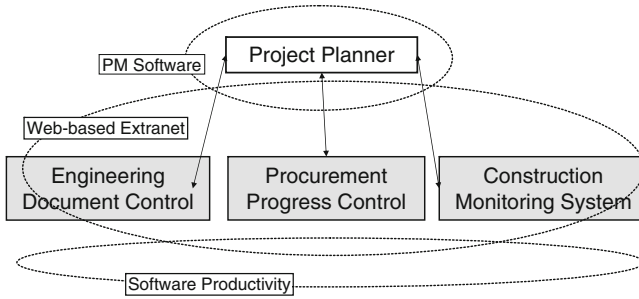 Project Planner
PM Software
Web-based Extranet
Engineering
Document Control
Procurement
Progress Control
Construction
Monitoring System
Software Productivity